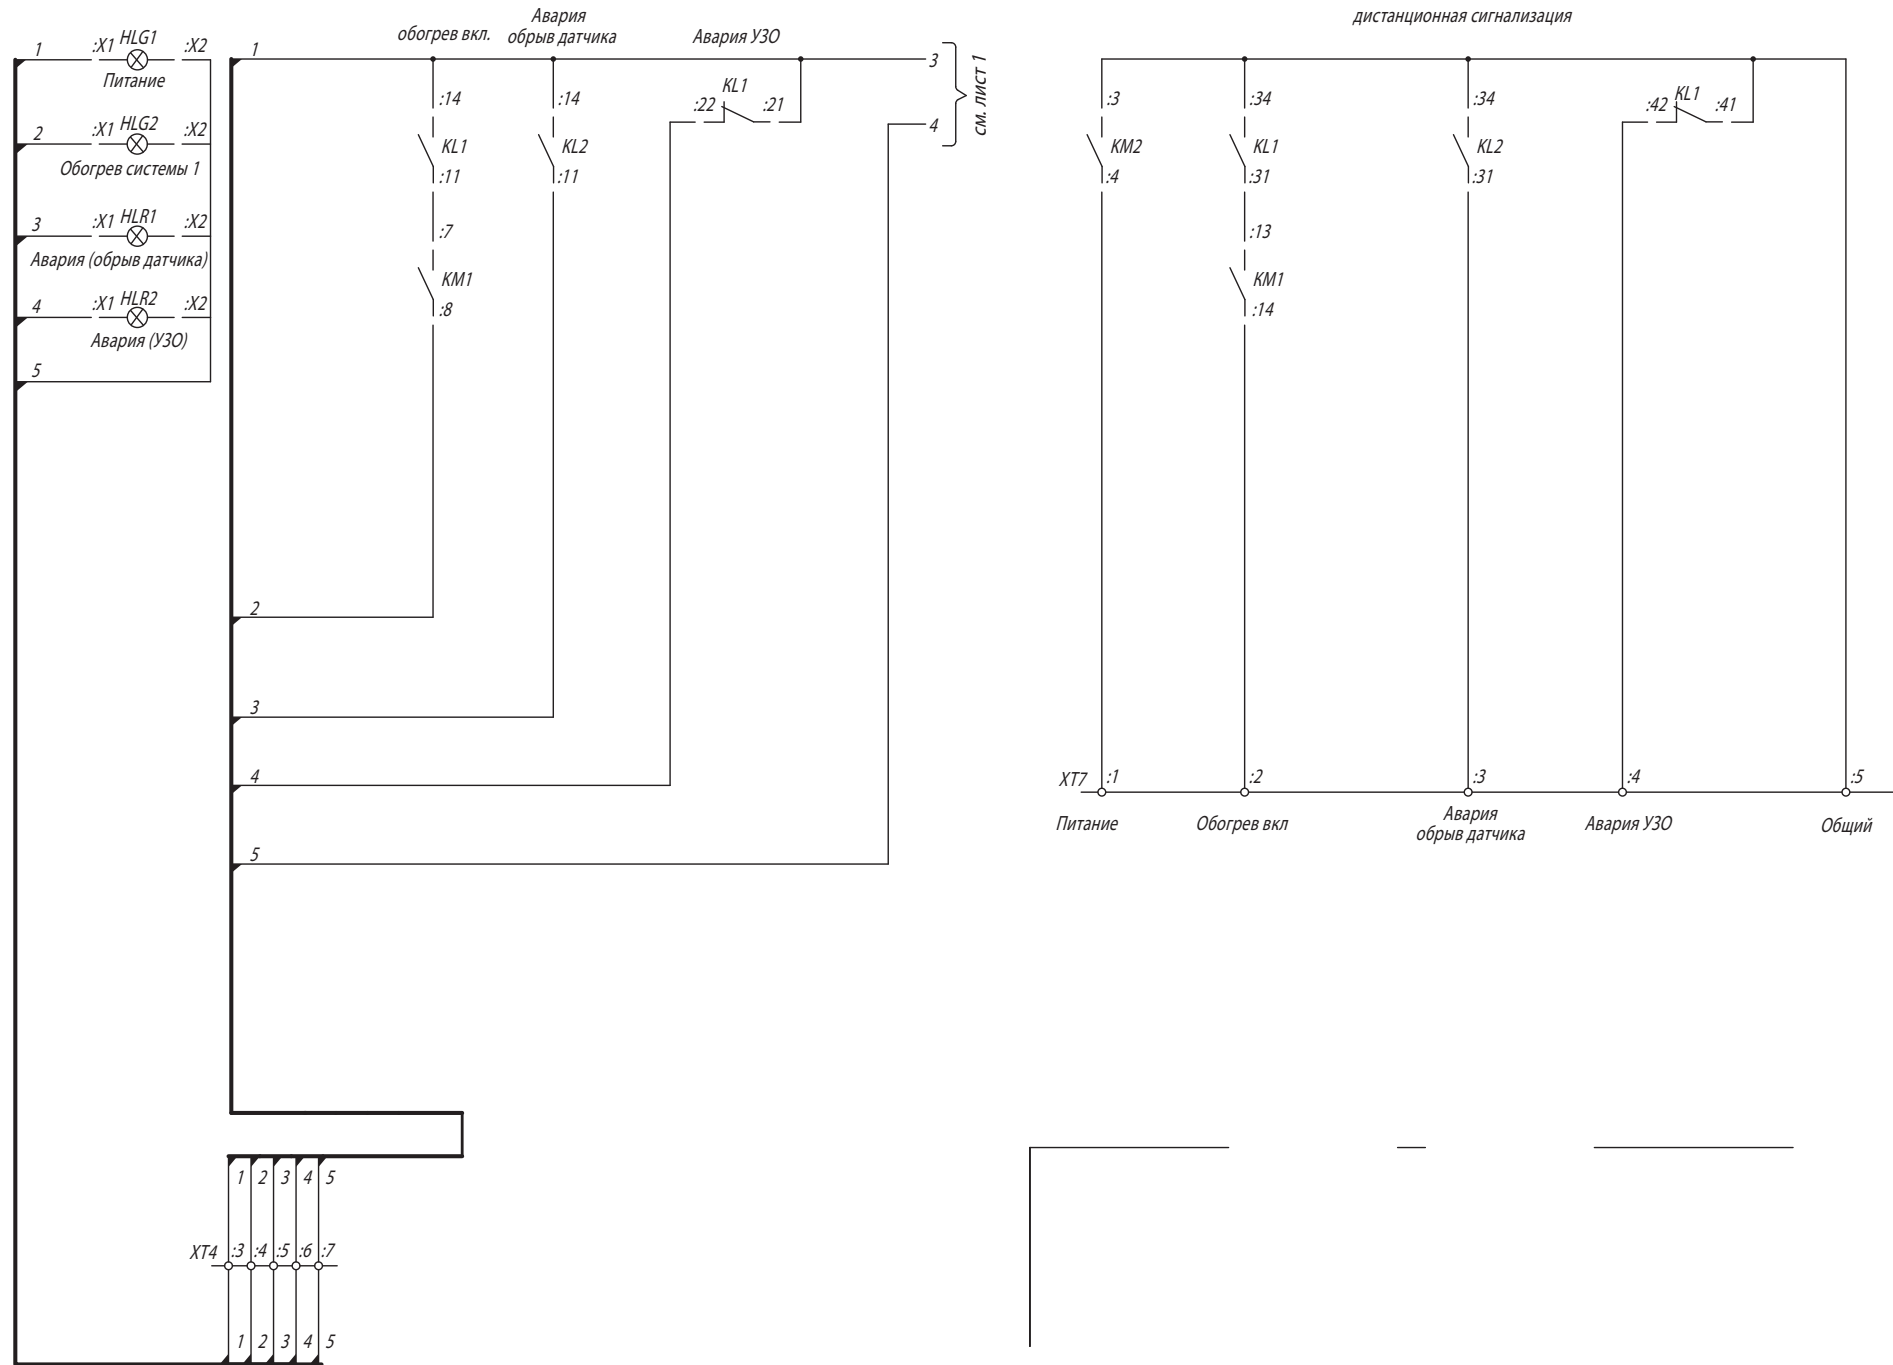 1 :X1 HLG1 :X2
Питание
2 :X1 HLG2 :X2
Обогрев системы 1
3 :X1 HLR1 :X2
Авария (обрыв датчика)
4 :X1 HLR2 :X2
Авария (УЗО)
5
1
обогрев вкл.
Авария
обрыв датчика
Авария УЗО
3
4
см. лист 1
:14
KL1
:11
:7
KM1
:8
:14
KL2
:11
KL1
:22 :21
2
3
4
5
дистанционная сигнализация
:3
KM2
:4
:34
KL1
:31
:13
KM1
:14
:34
KL2
:31
KL1
:42 :41
XT7 :1 :2 :3 :4 :5
Питание
Обогрев вкл
Авария
обрыв датчика
Авария УЗО
Общий
1 2 3 4 5
XT4 :3 :4 :5 :6 :7
1 2 3 4 5